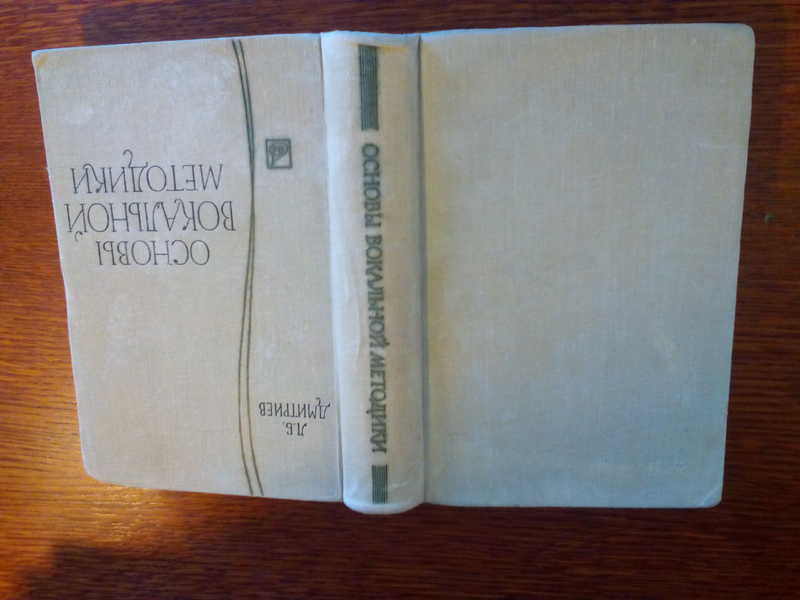 Л.Б.
ДМИТРИЕВ
ОСНОВЫ
ВОКАЛЬНОЙ
МЕТОДИКИ
ОСНОВЫ ВОКАЛЬНОЙ МЕТОДИКИ